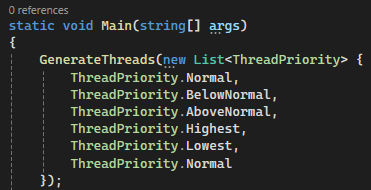 0 references
static void Main(string[] args)
{
GenerateThreads(new List<ThreadPriority> {
ThreadPriority.Normal,
ThreadPriority.BelowNormal,
ThreadPriority.AboveNormal,
ThreadPriority.Highest,
ThreadPriority.Lowest,
ThreadPriority.Normal
});